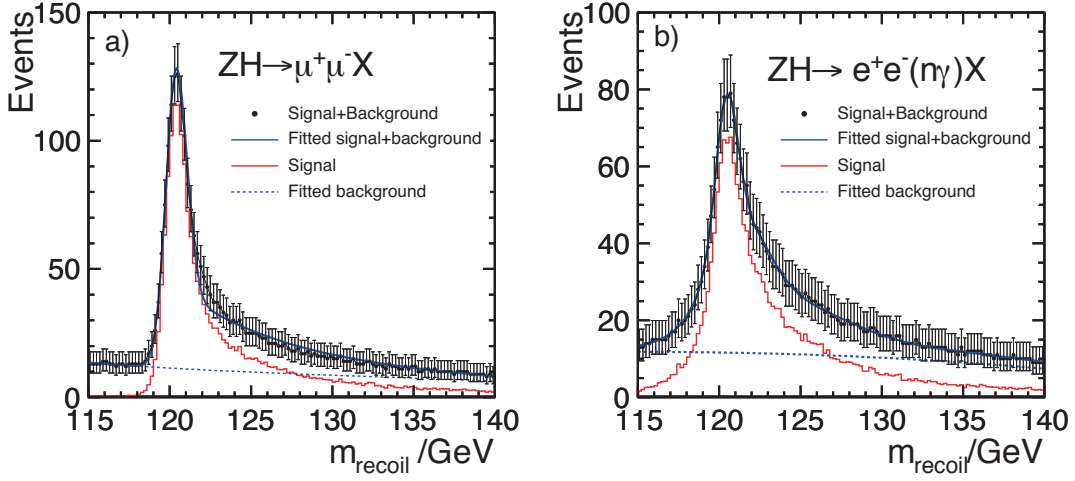 a)
ZH→μ⁺μ⁻X
Signal+Background
Fitted signal+background
Signal
Fitted background
Events
150
100
50
0
115 120 125 130 135 140
m_recoil/GeV
b)
ZH→ e⁺e⁻(nγ)X
Signal+Background
Fitted signal+background
Signal
Fitted background
Events
100
80
60
40
20
0
115 120 125 130 135 140
m_recoil/GeV